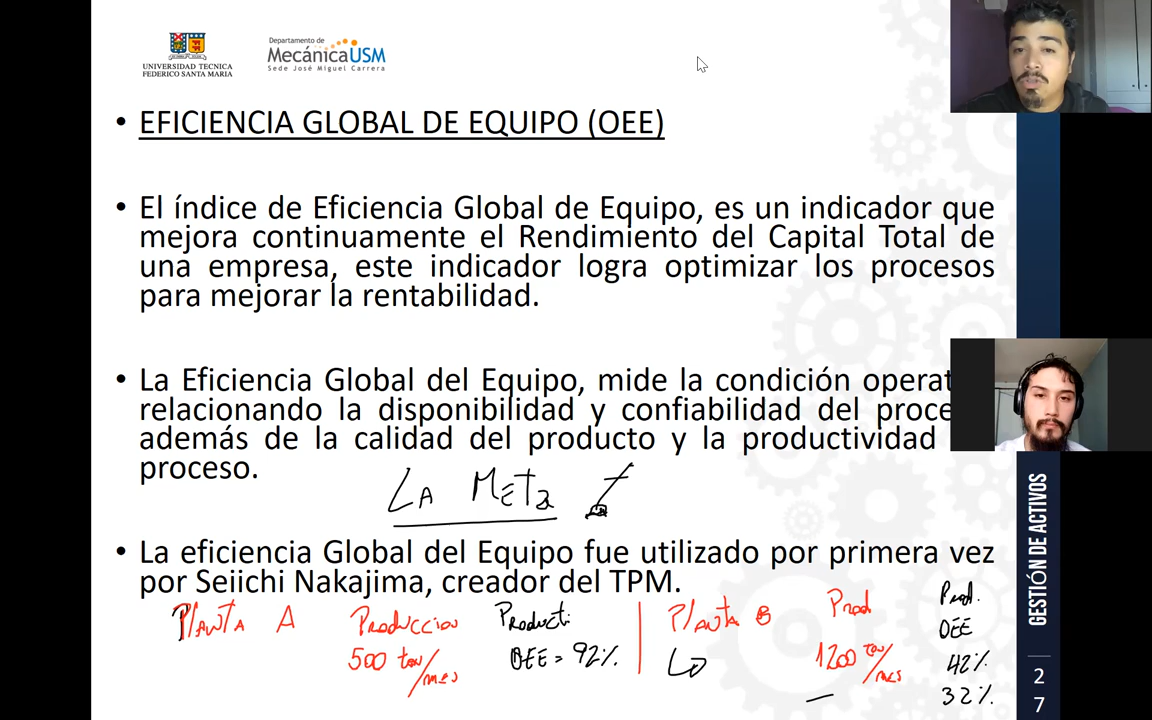 UNIVERSIDAD TECNICA
FEDERICO SANTA MARIA
Departamento de
MecánicaUSM
Sede José Miguel Carrera
• EFICIENCIA GLOBAL DE EQUIPO (OEE)
• El índice de Eficiencia Global de Equipo, es un indicador que
mejora continuamente el Rendimiento del Capital Total de
una empresa, este indicador logra optimizar los procesos
para mejorar la rentabilidad.
• La Eficiencia Global del Equipo, mide la condición operat
relacionando la disponibilidad y confiabilidad del proce
además de la calidad del producto y la productividad
proceso.
LA META
• La eficiencia Global del Equipo fue utilizado por primera vez
por Seiichi Nakajima, creador del TPM.
PLANTA A
PRODUCCION
500 ton/mes
Producti:
OEE = 92%.
Planta B
Prod
1200 ton/mes
Prod.
OEE
42%
32%.
GESTIÓN DE ACTIVOS
2
7